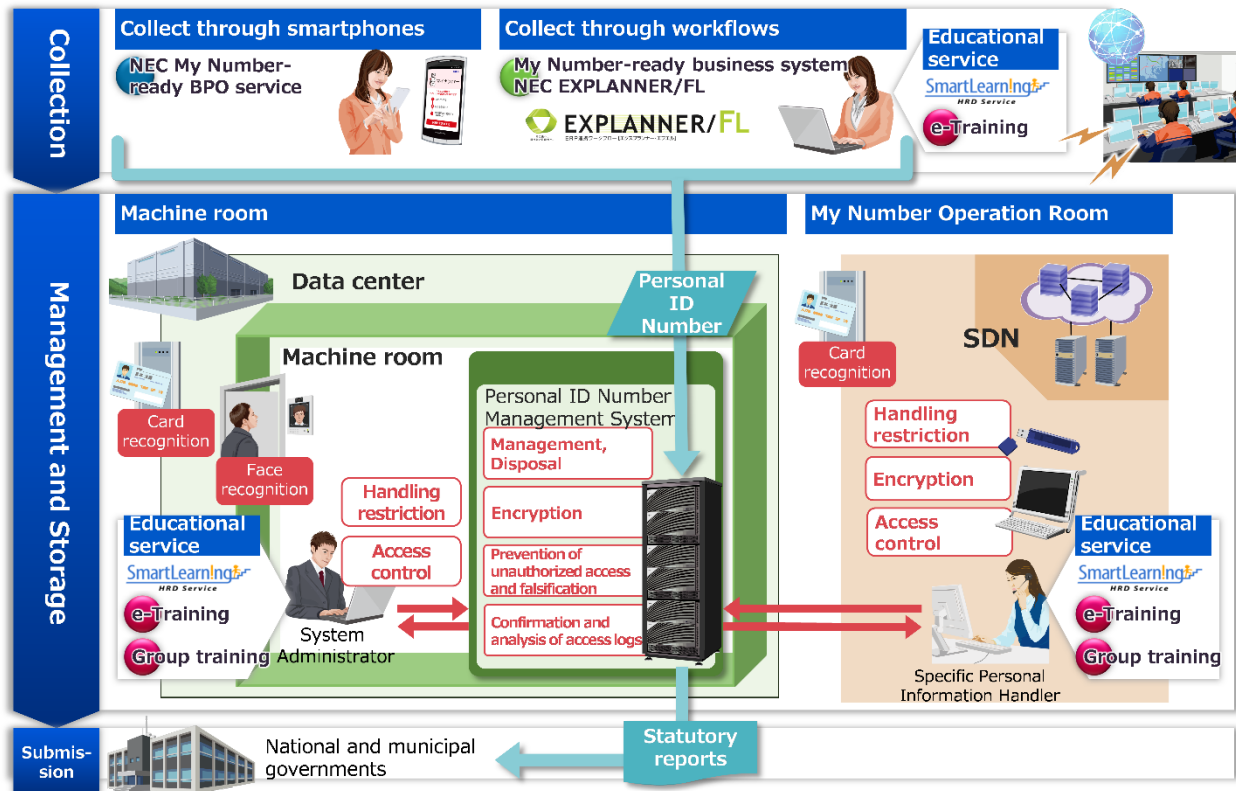 Collection
Collect through smartphones
NEC My Number-
ready BPO service
Collect through workflows
My Number-ready business system
NEC EXPLANNER/FL
EXPLANNER/FL
Educational
service
SmartLearning
HRD Service
e-Training
Management and Storage
Machine room
Data center
Machine room
Card
recognition
Face
recognition
Personal
ID
Number
Personal ID Number
Management System
Management,
Disposal
Encryption
Prevention of
unauthorized access
and falsification
Confirmation and
analysis of access logs
Handling
restriction
Access
control
System
Administrator
Educational
service
SmartLearning
HRD Service
e-Training
Group training
My Number Operation Room
Card
recognition
SDN
Handling
restriction
Encryption
Access
control
Specific Personal
Information Handler
Educational
service
SmartLearning
HRD Service
e-Training
Group training
Submis-
sion
National and municipal
governments
Statutory
reports